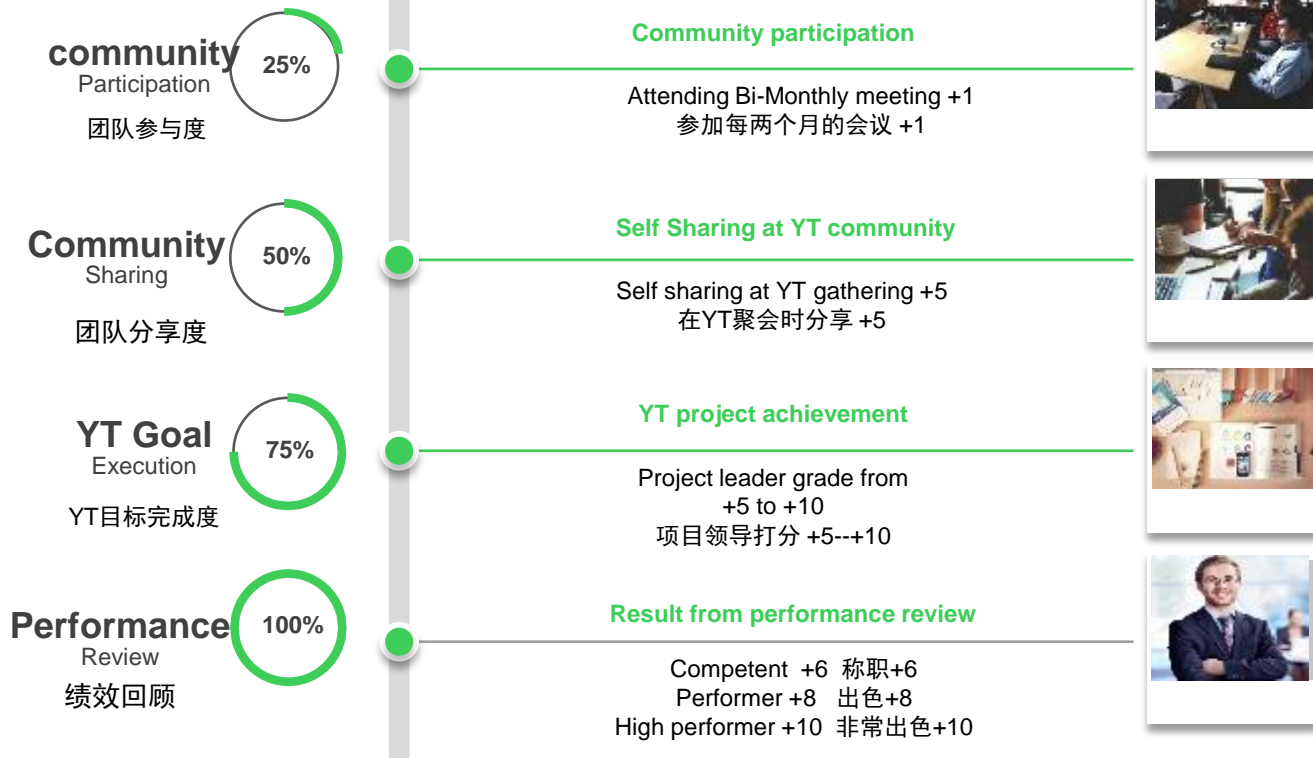 community
Participation
团队参与度
25%
Community participation
Attending Bi-Monthly meeting +1
参加每两个月的会议 +1
Community
Sharing
团队分享度
50%
Self Sharing at YT community
Self sharing at YT gathering +5
在YT聚会时分享 +5
YT Goal
Execution
YT目标完成度
75%
YT project achievement
Project leader grade from
+5 to +10
项目领导打分 +5--+10
Performance
Review
绩效回顾
100%
Result from performance review
Competent +6 称职+6
Performer +8 出色+8
High performer +10 非常出色+10